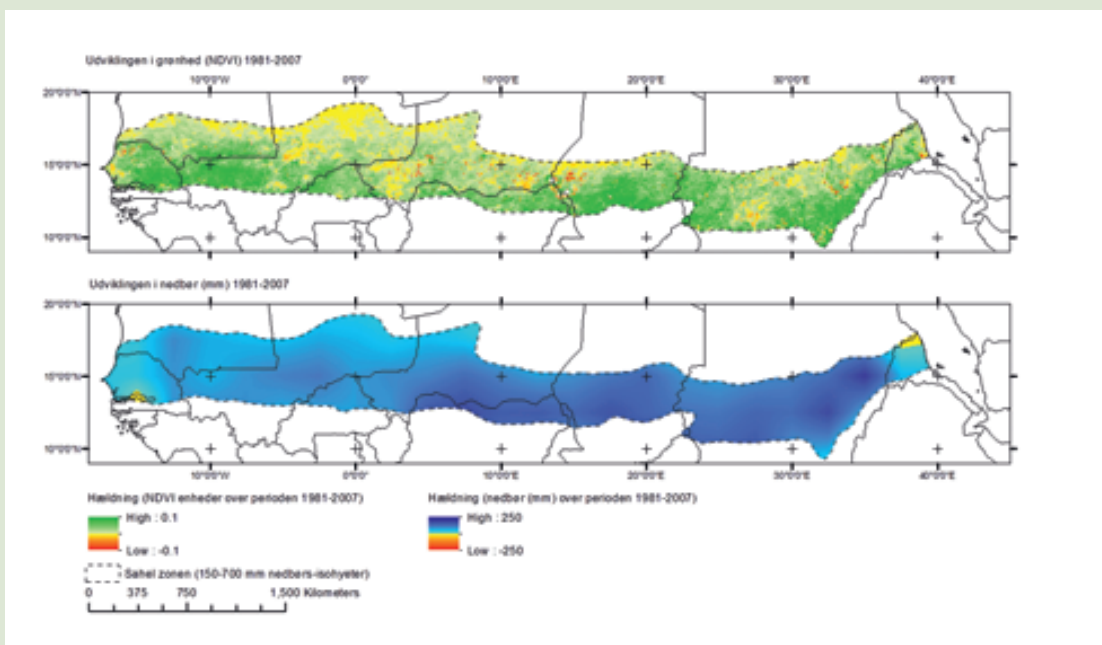 Udviklingen i grønhed (NDVI) 1981-2007
10°0'0"W 0°0'0" 10°0'0"E 20°0'0"E 30°0'0"E 40°0'0"E
20°0'0"N
15°0'0"N
10°0'0"N
Udviklingen i nedbør (mm) 1981-2007
20°0'0"N
15°0'0"N
10°0'0"N
10°0'0"W 0°0'0" 10°0'0"E 20°0'0"E 30°0'0"E 40°0'0"E
Hældning (NDVI enheder over perioden 1981-2007)
High : 0.1
Low : -0.1
Hældning (nedbør (mm) over perioden 1981-2007)
High : 250
Low : -250
Sahel zonen (150-700 mm nedbørs-isohyeter)
0 375 750 1,500 Kilometers